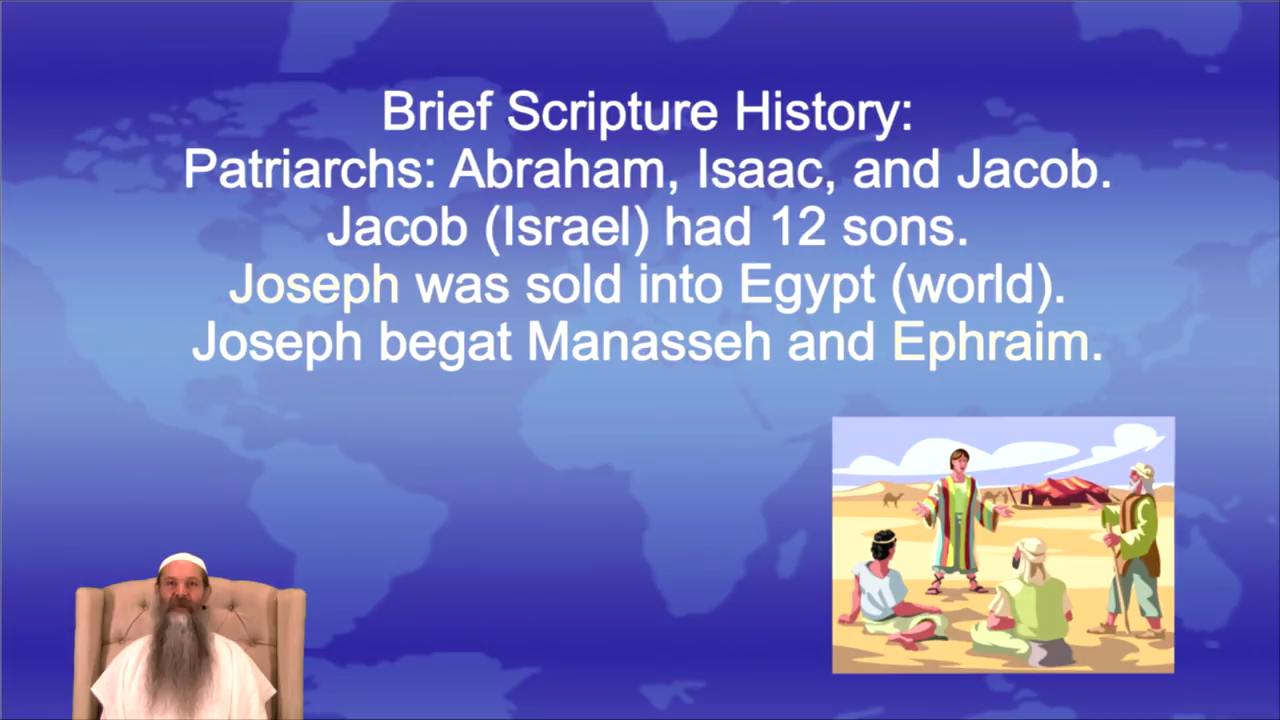 Brief Scripture History:
Patriarchs: Abraham, Isaac, and Jacob.
Jacob (Israel) had 12 sons.
Joseph was sold into Egypt (world).
Joseph begat Manasseh and Ephraim.